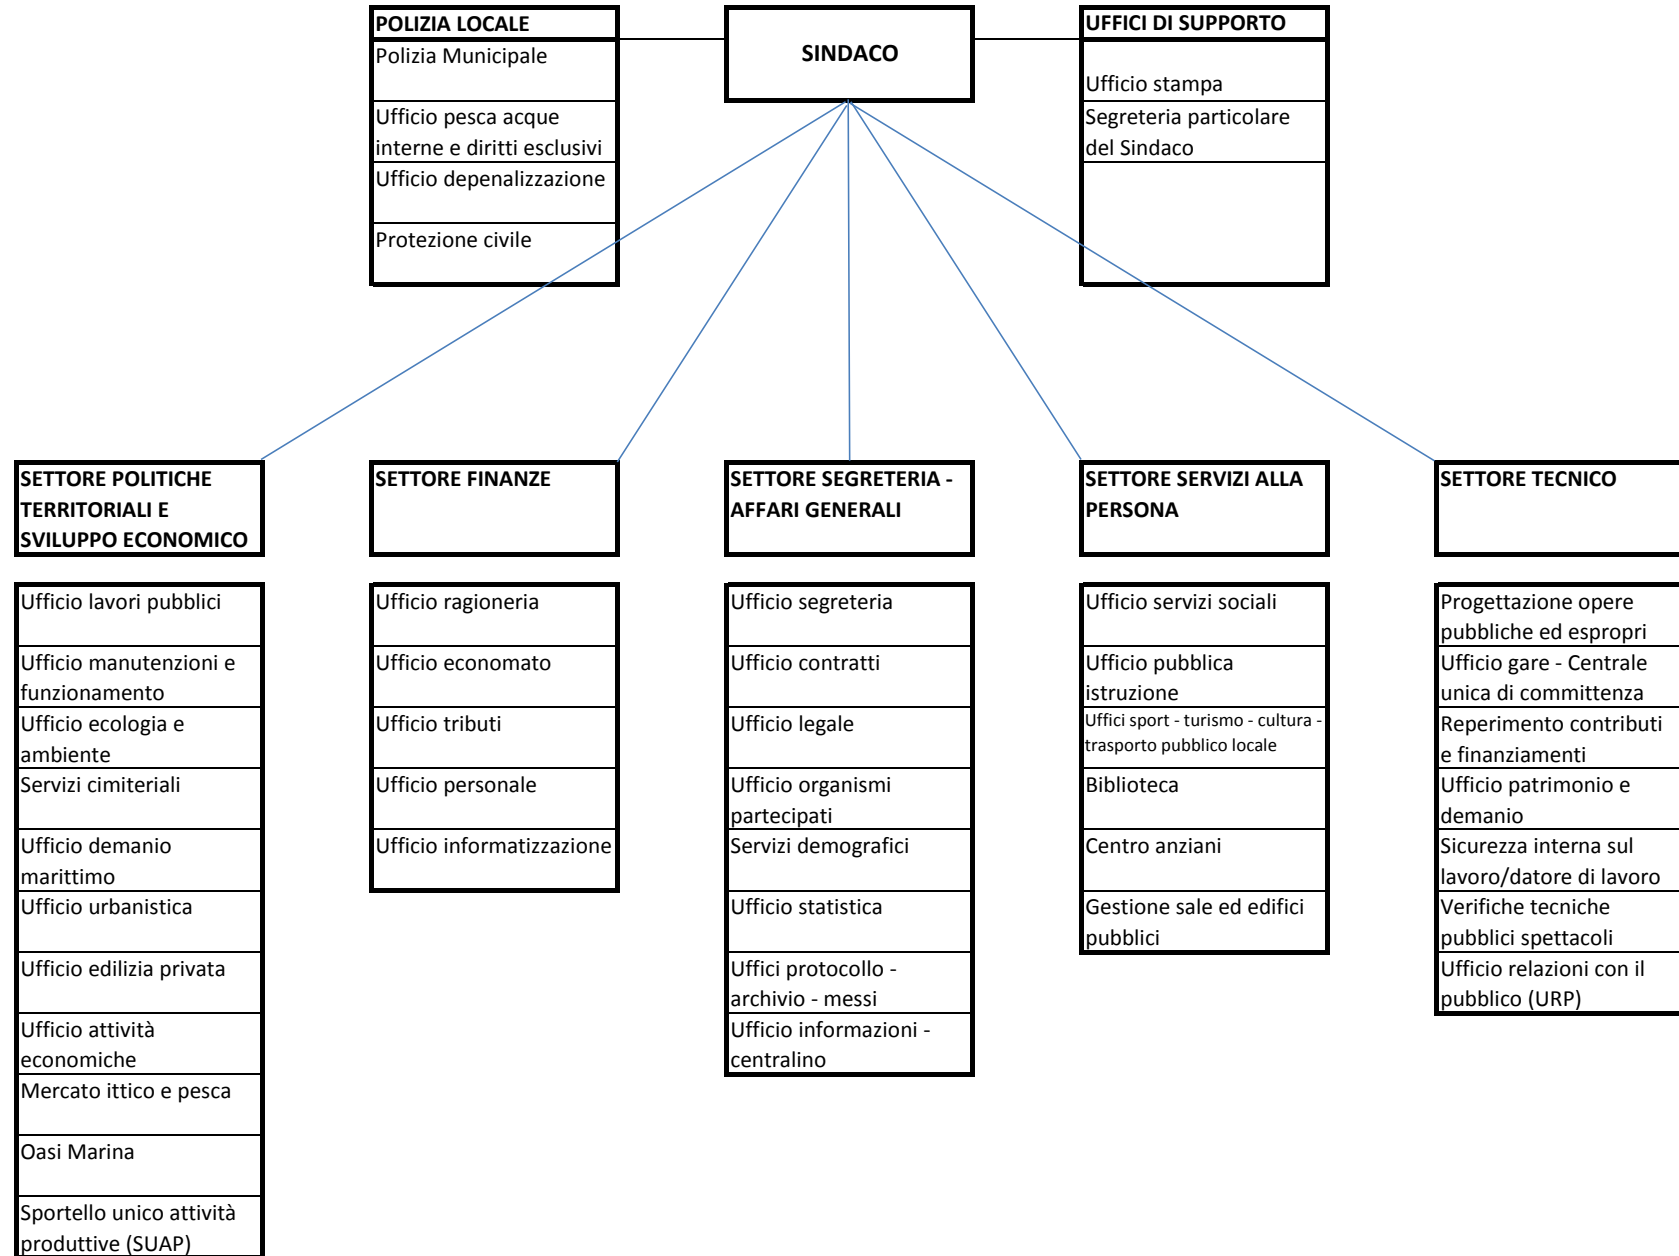 POLIZIA LOCALE
Polizia Municipale
Ufficio pesca acque
interne e diritti esclusivi
Ufficio depenalizzazione
Protezione civile
SINDACO
UFFICI DI SUPPORTO
Ufficio stampa
Segreteria particolare
del Sindaco
SETTORE POLITICHE
TERRITORIALI E
SVILUPPO ECONOMICO
Ufficio lavori pubblici
Ufficio manutenzioni e
funzionamento
Ufficio ecologia e
ambiente
Servizi cimiteriali
Ufficio demanio
marittimo
Ufficio urbanistica
Ufficio edilizia privata
Ufficio attività
economiche
Mercato ittico e pesca
Oasi Marina
Sportello unico attività
produttive (SUAP)
SETTORE FINANZE
Ufficio ragioneria
Ufficio economato
Ufficio tributi
Ufficio personale
Ufficio informatizzazione
SETTORE SEGRETERIA -
AFFARI GENERALI
Ufficio segreteria
Ufficio contratti
Ufficio legale
Ufficio organismi
partecipati
Servizi demografici
Ufficio statistica
Uffici protocollo -
archivio - messi
Ufficio informazioni -
centralino
SETTORE SERVIZI ALLA
PERSONA
Ufficio servizi sociali
Ufficio pubblica
istruzione
Uffici sport - turismo - cultura -
trasporto pubblico locale
Biblioteca
Centro anziani
Gestione sale ed edifici
pubblici
SETTORE TECNICO
Progettazione opere
pubbliche ed espropri
Ufficio gare - Centrale
unica di committenza
Reperimento contributi
e finanziamenti
Ufficio patrimonio e
demanio
Sicurezza interna sul
lavoro/datore di lavoro
Verifiche tecniche
pubblici spettacoli
Ufficio relazioni con il
pubblico (URP)